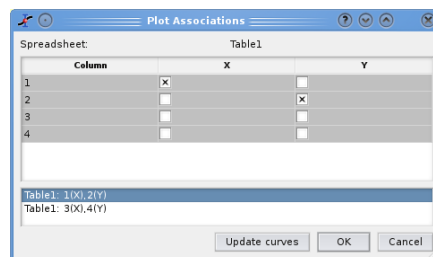 Plot Associations
Spreadsheet: Table1
Column X Y
1
2
3
4
Table1: 1(X),2(Y)
Table1: 3(X),4(Y)
Update curves OK Cancel